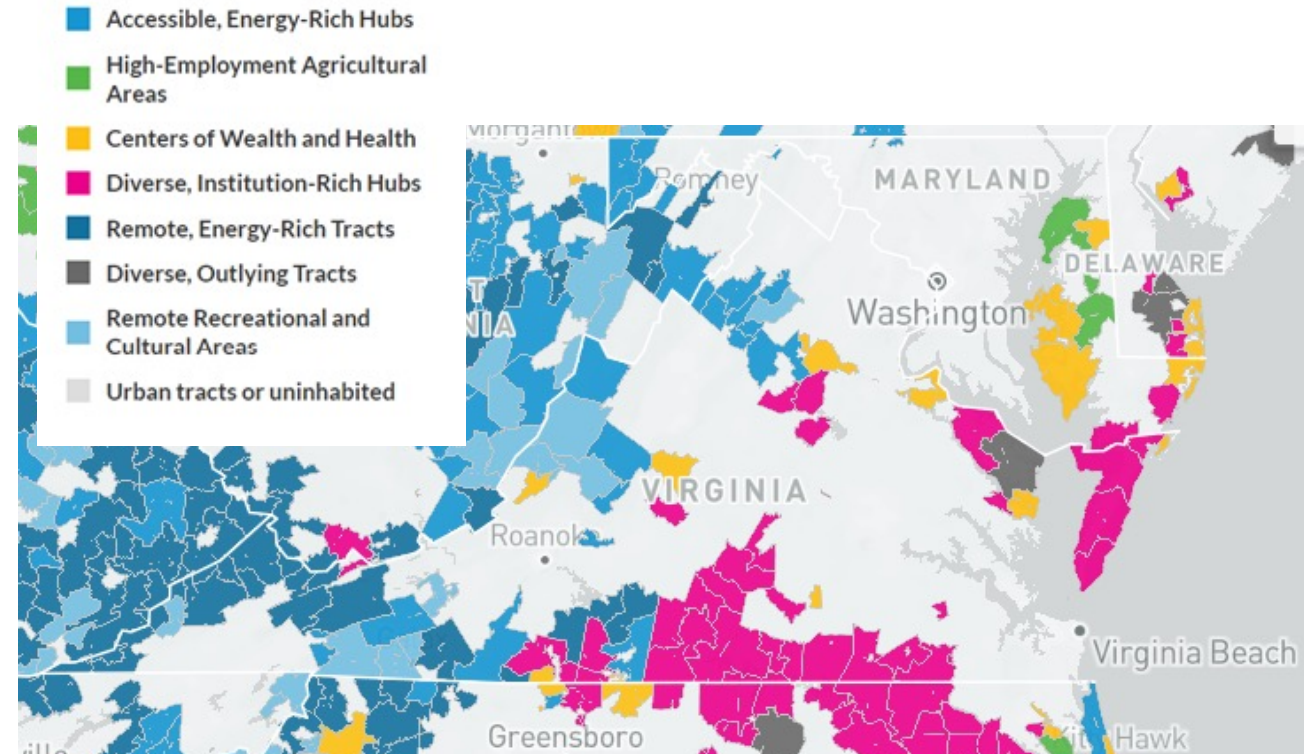 Accessible, Energy-Rich Hubs
High-Employment Agricultural
Areas
Centers of Wealth and Health
Diverse, Institution-Rich Hubs
Remote, Energy-Rich Tracts
Diverse, Outlying Tracts
Remote Recreational and
Cultural Areas
Urban tracts or uninhabited
Romney
MARYLAND
DELAWARE
Washington
NIA
VIRGINIA
Roanoke
Virginia Beach
Greensboro
Hawk